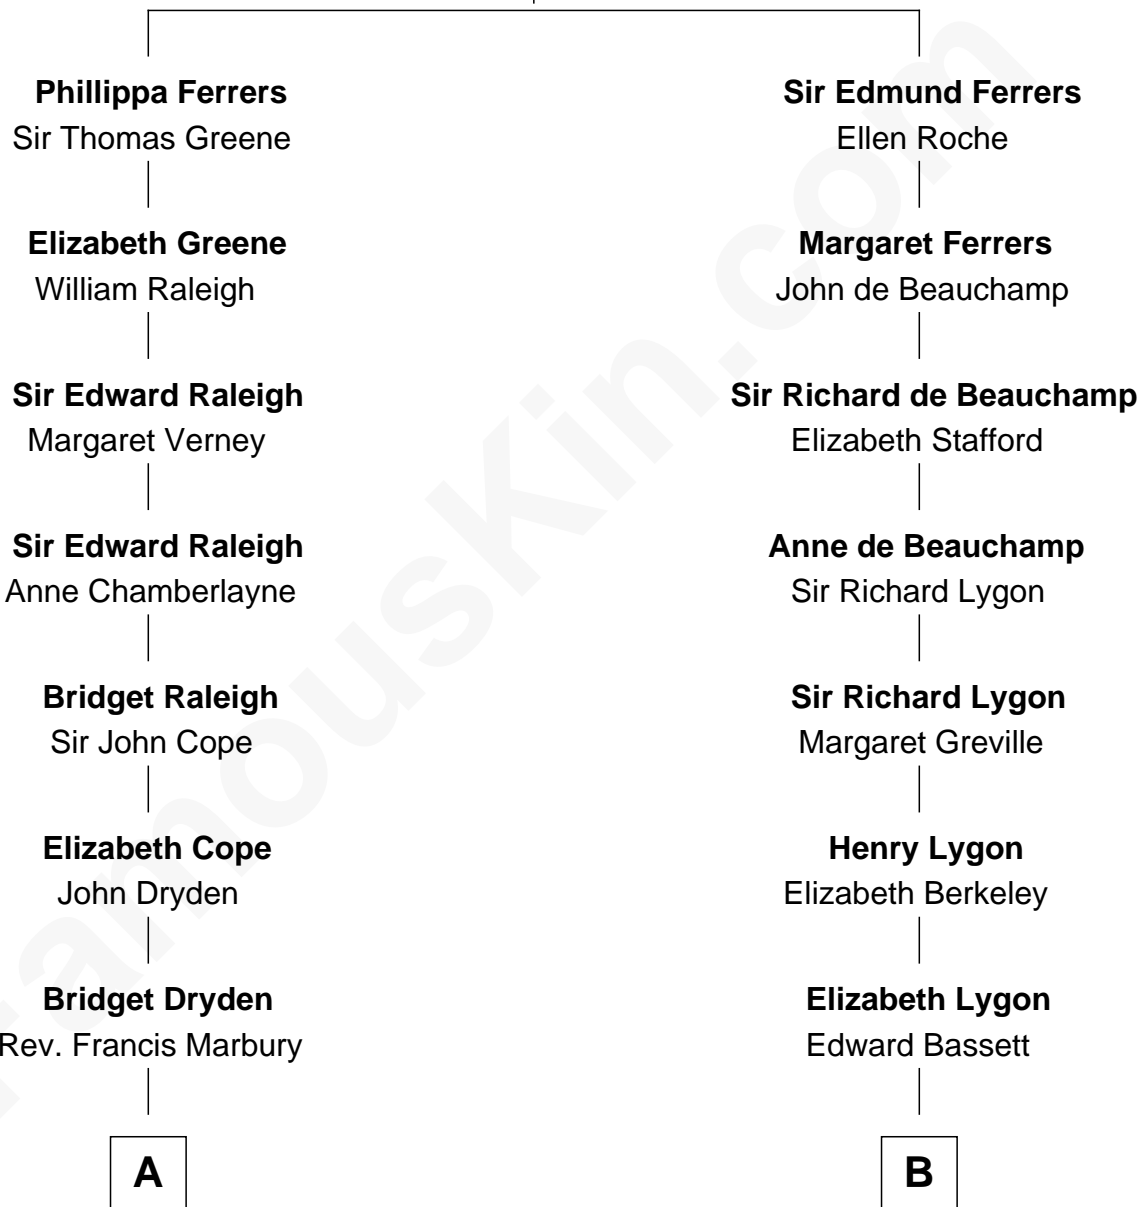 Phillippa Ferrers
Sir Thomas Greene
Elizabeth Greene
William Raleigh
Sir Edward Raleigh
Margaret Verney
Sir Edward Raleigh
Anne Chamberlayne
Bridget Raleigh
Sir John Cope
Elizabeth Cope
John Dryden
Bridget Dryden
Rev. Francis Marbury
A
Sir Edmund Ferrers
Ellen Roche
Margaret Ferrers
John de Beauchamp
Sir Richard de Beauchamp
Elizabeth Stafford
Anne de Beauchamp
Sir Richard Lygon
Sir Richard Lygon
Margaret Greville
Henry Lygon
Elizabeth Berkeley
Elizabeth Lygon
Edward Bassett
B
FamousKin.com